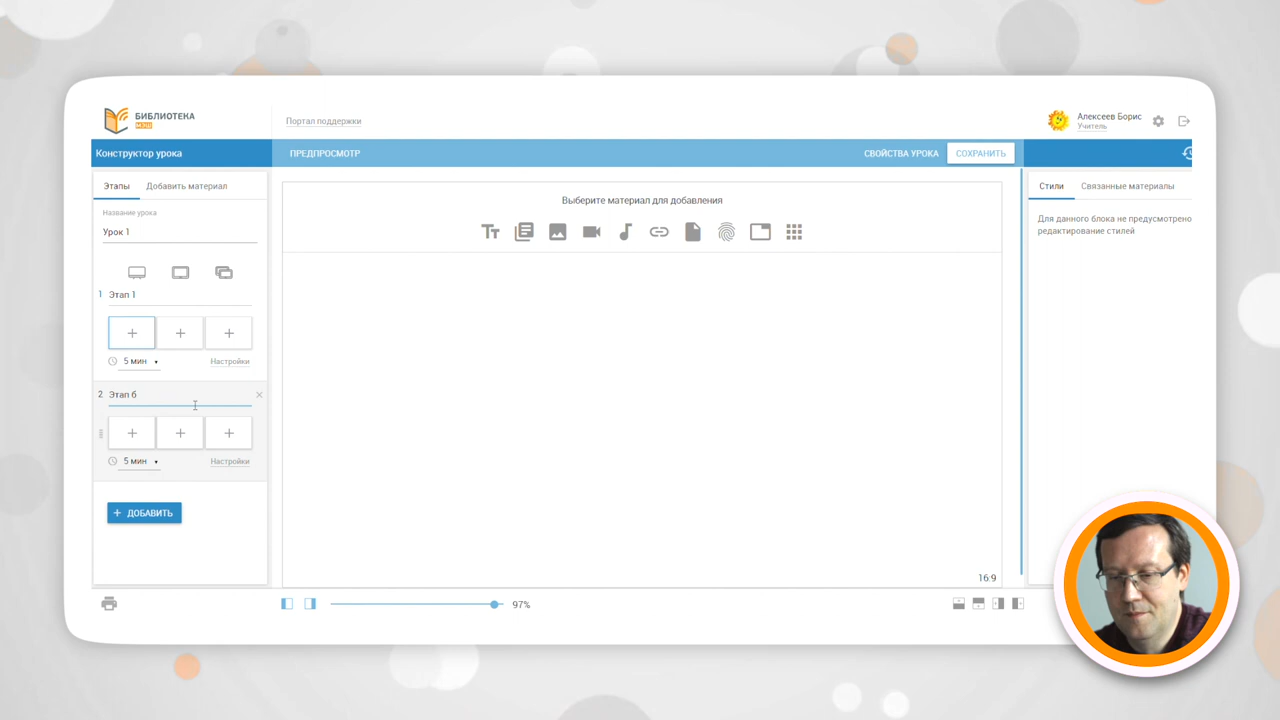 БИБЛИОТЕКА
МЭШ
Портал поддержки
Алексеев Борис
Учитель
Конструктор урока
ПРЕДПРОСМОТР
СВОЙСТВА УРОКА
СОХРАНИТЬ
Этапы
Добавить материал
Название урока
Урок 1
1 Этап 1
5 мин
Настройки
2 Этап б
5 мин
Настройки
ДОБАВИТЬ
Выберите материал для добавления
Тт
16:9
97%
Стили
Связанные материалы
Для данного блока не предусмотрено
редактирование стилей